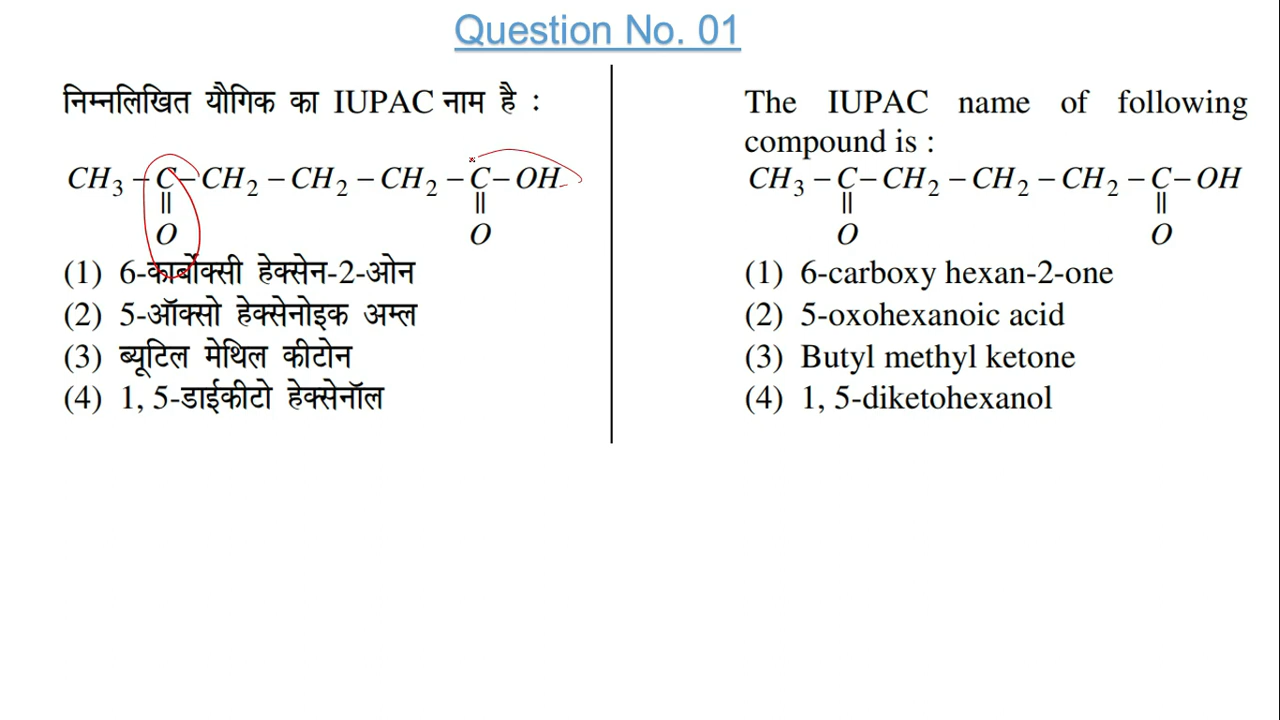 Question No. 01
निम्नलिखित यौगिक का IUPAC नाम है :
CH₃ – C – CH₂ – CH₂ – CH₂ – C – OH
|| ||
O O
(1) 6-कार्बोक्सी हेक्सेन-2-ओन
(2) 5-ऑक्सो हेक्सेनोइक अम्ल
(3) ब्यूटिल मेथिल कीटोन
(4) 1, 5-डाईकीटो हेक्सेनॉल
The IUPAC name of following
compound is :
CH₃ – C – CH₂ – CH₂ – CH₂ – C – OH
|| ||
O O
(1) 6-carboxy hexan-2-one
(2) 5-oxohexanoic acid
(3) Butyl methyl ketone
(4) 1, 5-diketohexanol